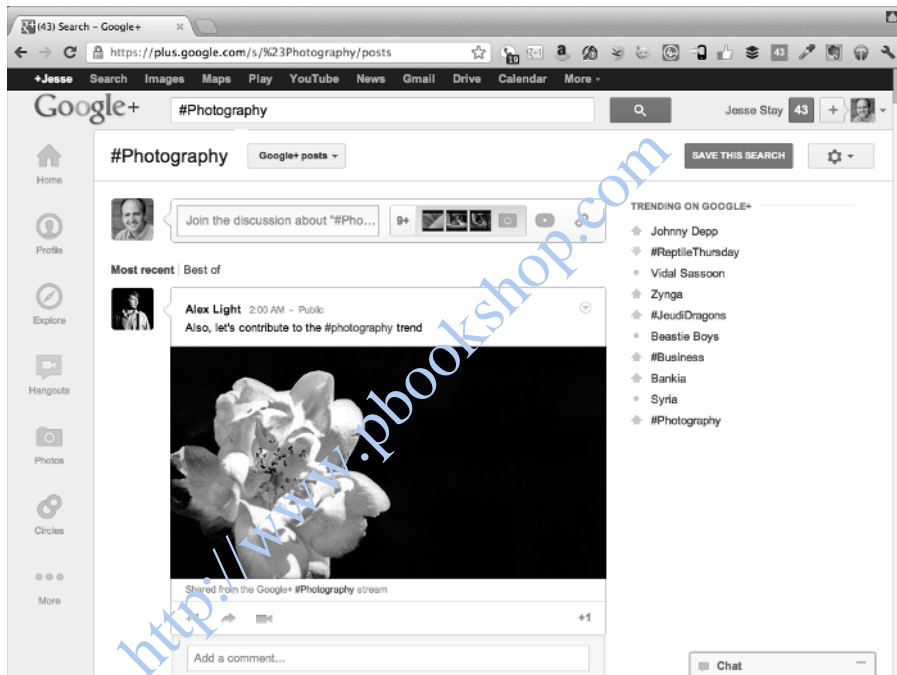 (43) Search - Google+
https://plus.google.com/s/%23Photography/posts
19
g+1
a
43
+Jesse Search Images Maps Play YouTube News Gmail Drive Calendar More
Google+
#Photography
Jesse Stay 43 +
Home
Profile
Explore
Hangouts
Photos
Circles
More
#Photography
Google+ posts
SAVE THIS SEARCH
Join the discussion about "#Pho...
9+
Most recent Best of
Alex Light 2:00 AM - Public
Also, let's contribute to the #photography trend
Shared from the Google+ #Photography stream
+1
+1
Add a comment...
TRENDING ON GOOGLE+
Johnny Depp
#ReptileThursday
Vidal Sassoon
Zynga
#JeudiDragons
Beastie Boys
#Business
Bankia
Syria
#Photography
Chat
http://www.pbookshop.com